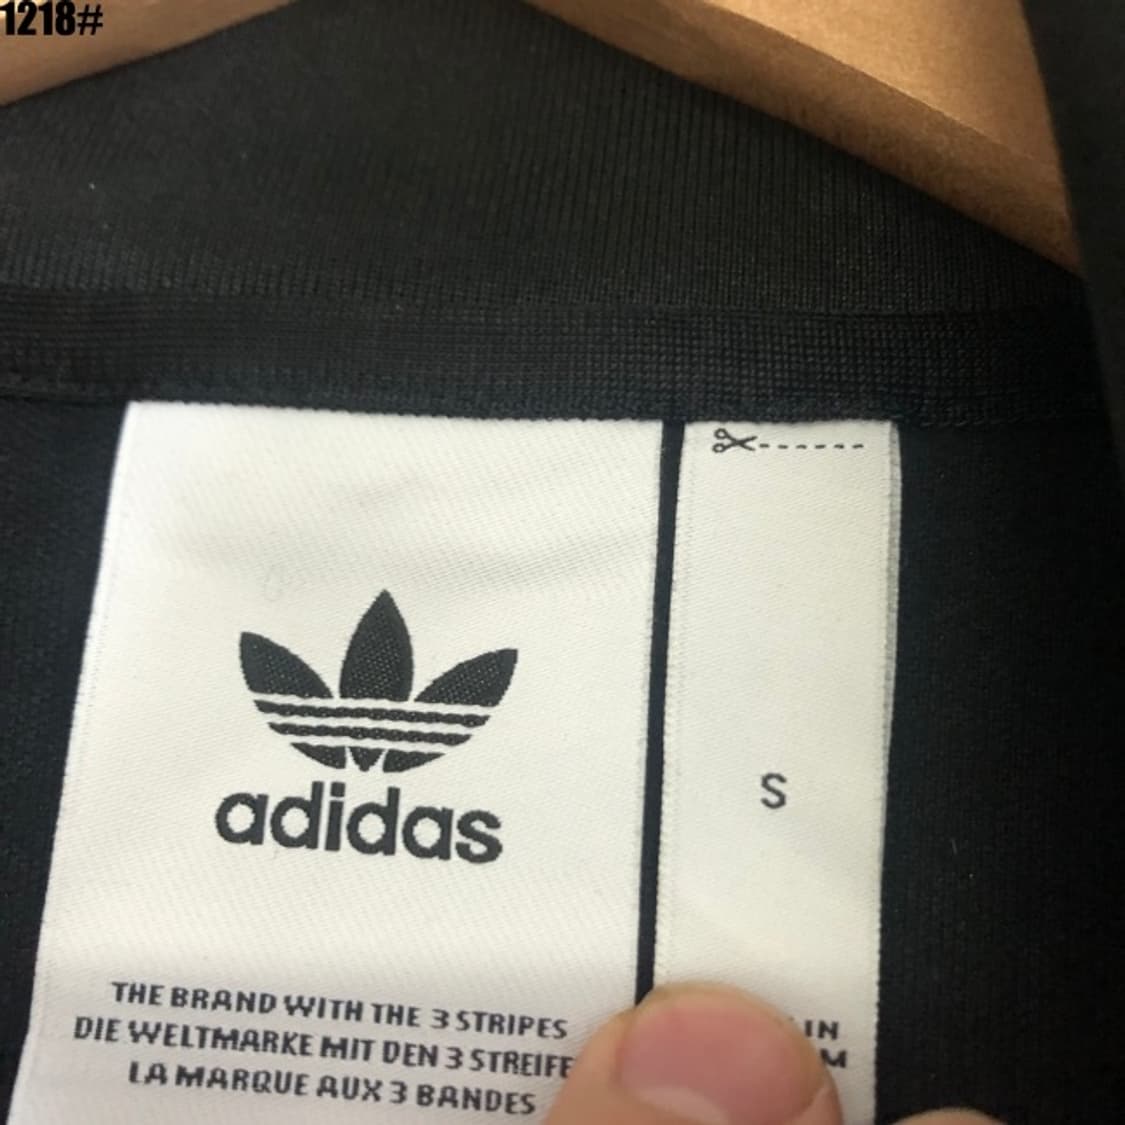 1218#
adidas
THE BRAND WITH THE 3 STRIPES
DIE WELTMARKE MIT DEN 3 STREIFE
LA MARQUE AUX 3 BANDES
S
IN
M